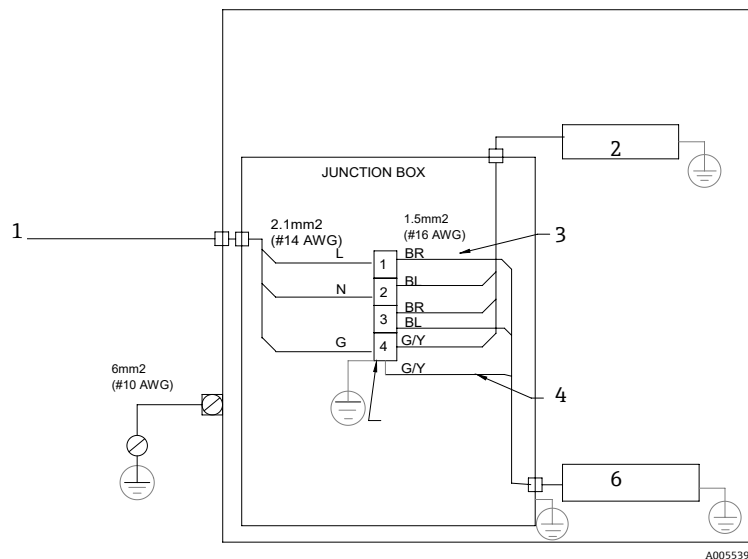 2
JUNCTION BOX
1
2.1mm2
(#14 AWG)
1.5mm2
(#16 AWG)
3
L
1
BR
N
2
BL
3
BR
BL
G
4
G/Y
G/Y
4
6mm2
(#10 AWG)
6
A005539